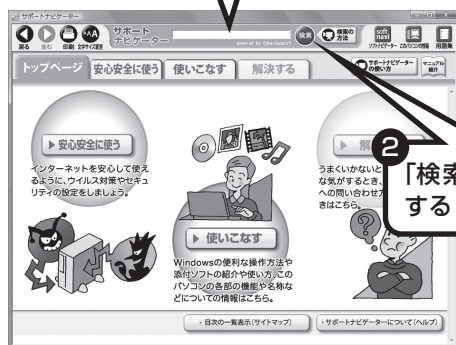 サポートナビゲーター
戻る 進む 印刷 文字サイズ変更
サポート
ナビゲーター
powered by CyberSupport
検索
検索の
方法
soft
navi
ソフトナビゲーター このパソコンの情報 用語集
トップページ 安心安全に使う 使いこなす 解決する
サポートナビゲーター
の使い方
マニュアル
紹介
安心安全に使う
インターネットを安心して使え
るように、ウイルス対策やセキュ
リティの設定をしましょう。
使いこなす
Windowsの便利な操作方法や
添付ソフトの紹介や使い方、この
パソコンの各部の機能や名称な
どについての情報はこちら。
解
うまくいかないと
な気がするとき、
への問い合わせ方
きはこちら。
2
「検索
する
目次の一覧表示(サイトマップ)
サポートナビゲーターについて(ヘルプ)